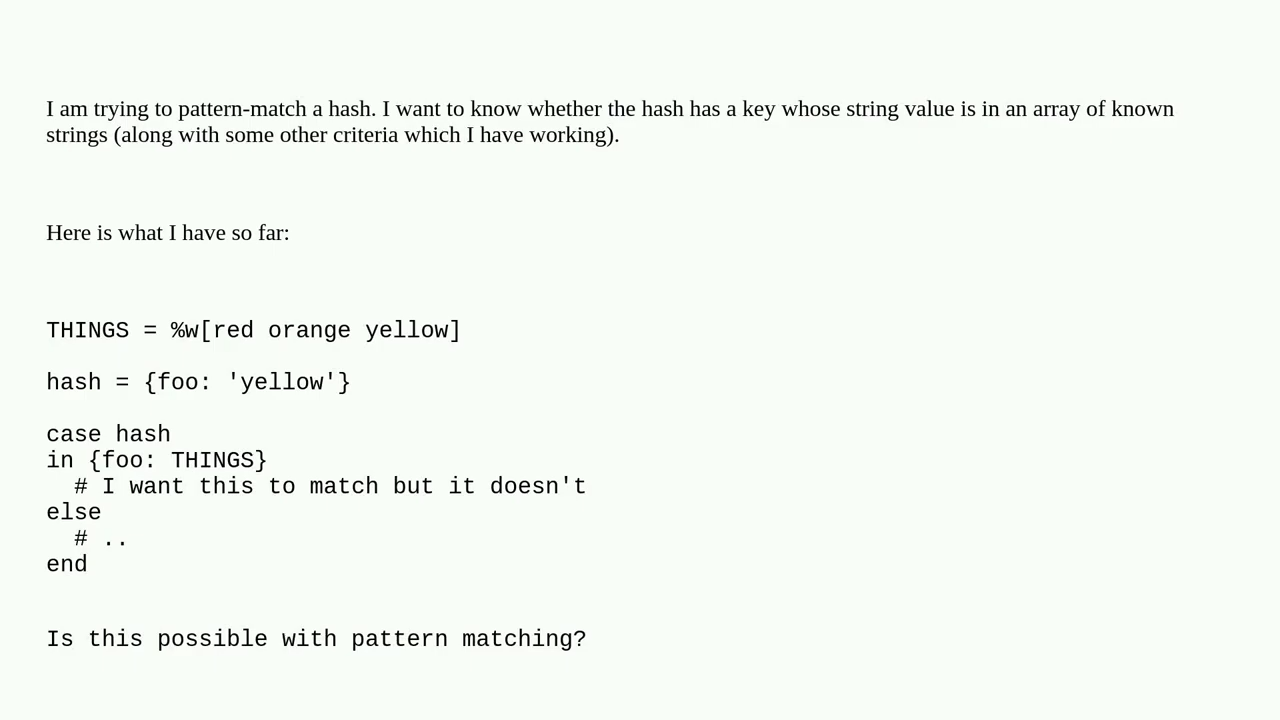 I am trying to pattern-match a hash. I want to know whether the hash has a key whose string value is in an array of known
strings (along with some other criteria which I have working).
Here is what I have so far:
THINGS = %w[red orange yellow]
hash = {foo: 'yellow'}
case hash
in {foo: THINGS}
  # I want this to match but it doesn't
else
  # ..
end
Is this possible with pattern matching?